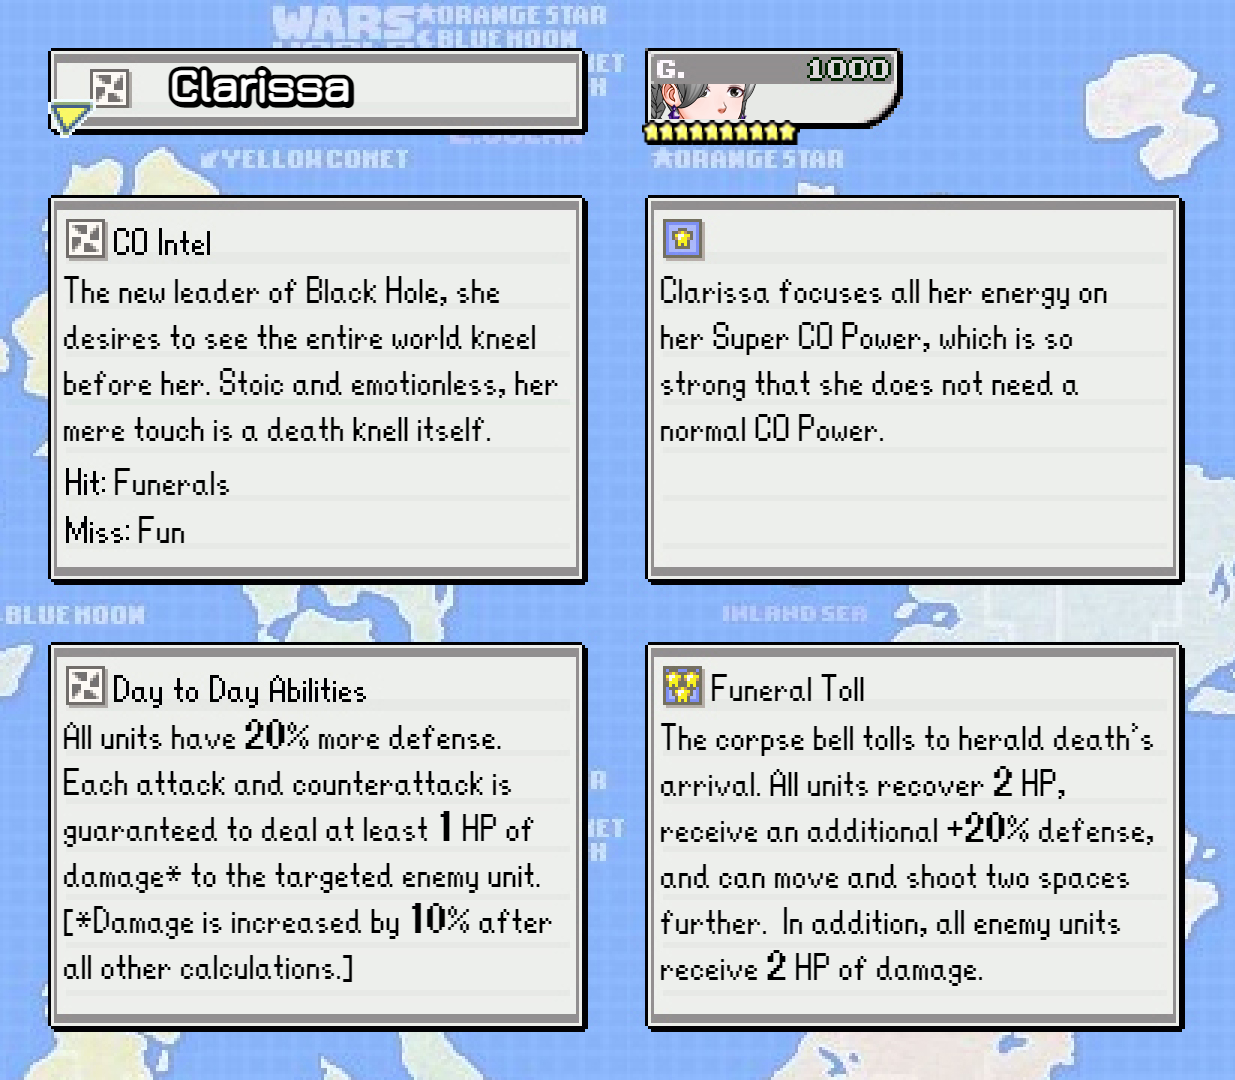 WARS
★ORANGE STAR
BLUE MOON
Clarissa
G. 1000
YELLOW COMET
★ORANGE STAR
CO Intel
The new leader of Black Hole, she
desires to see the entire world kneel
before her. Stoic and emotionless, her
mere touch is a death knell itself.
Hit: Funerals
Miss: Fun
Clarissa focuses all her energy on
her Super CO Power, which is so
strong that she does not need a
normal CO Power.
BLUE MOON
INLAND SEA
Day to Day Abilities
All units have 20% more defense.
Each attack and counterattack is
guaranteed to deal at least 1 HP of
damage* to the targeted enemy unit.
[*Damage is increased by 10% after
all other calculations.]
Funeral Toll
The corpse bell tolls to herald death's
arrival. All units recover 2 HP,
receive an additional +20% defense,
and can move and shoot two spaces
further. In addition, all enemy units
receive 2 HP of damage.